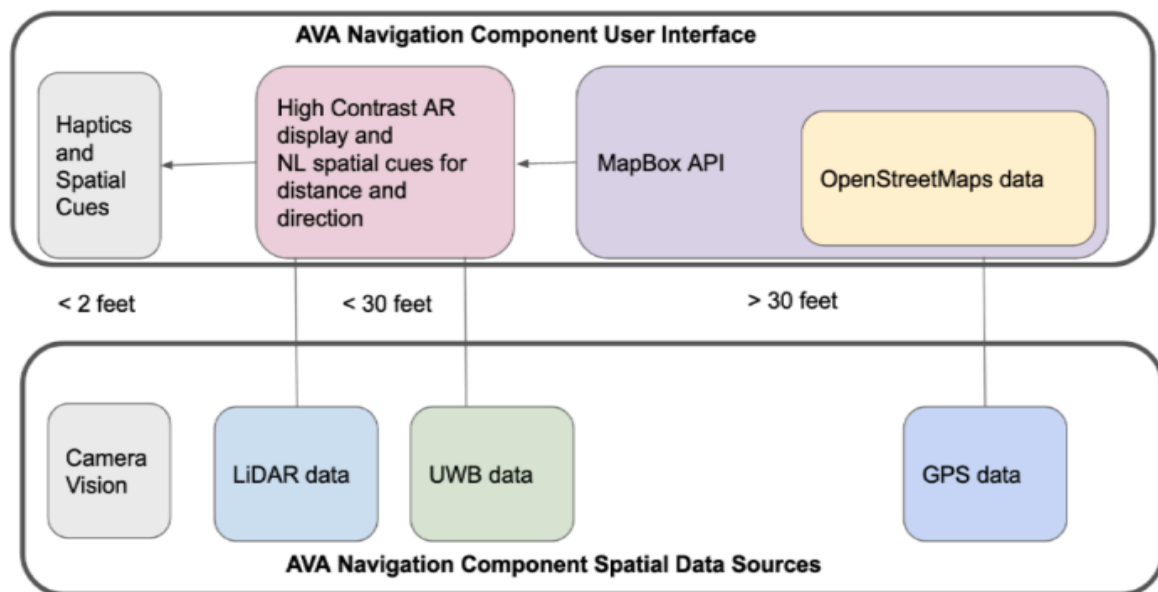 AVA Navigation Component User Interface
Haptics
and
Spatial
Cues
High Contrast AR
display and
NL spatial cues for
distance and
direction
MapBox API
OpenStreetMaps data
< 2 feet
< 30 feet
> 30 feet
Camera
Vision
LiDAR data
UWB data
GPS data
AVA Navigation Component Spatial Data Sources